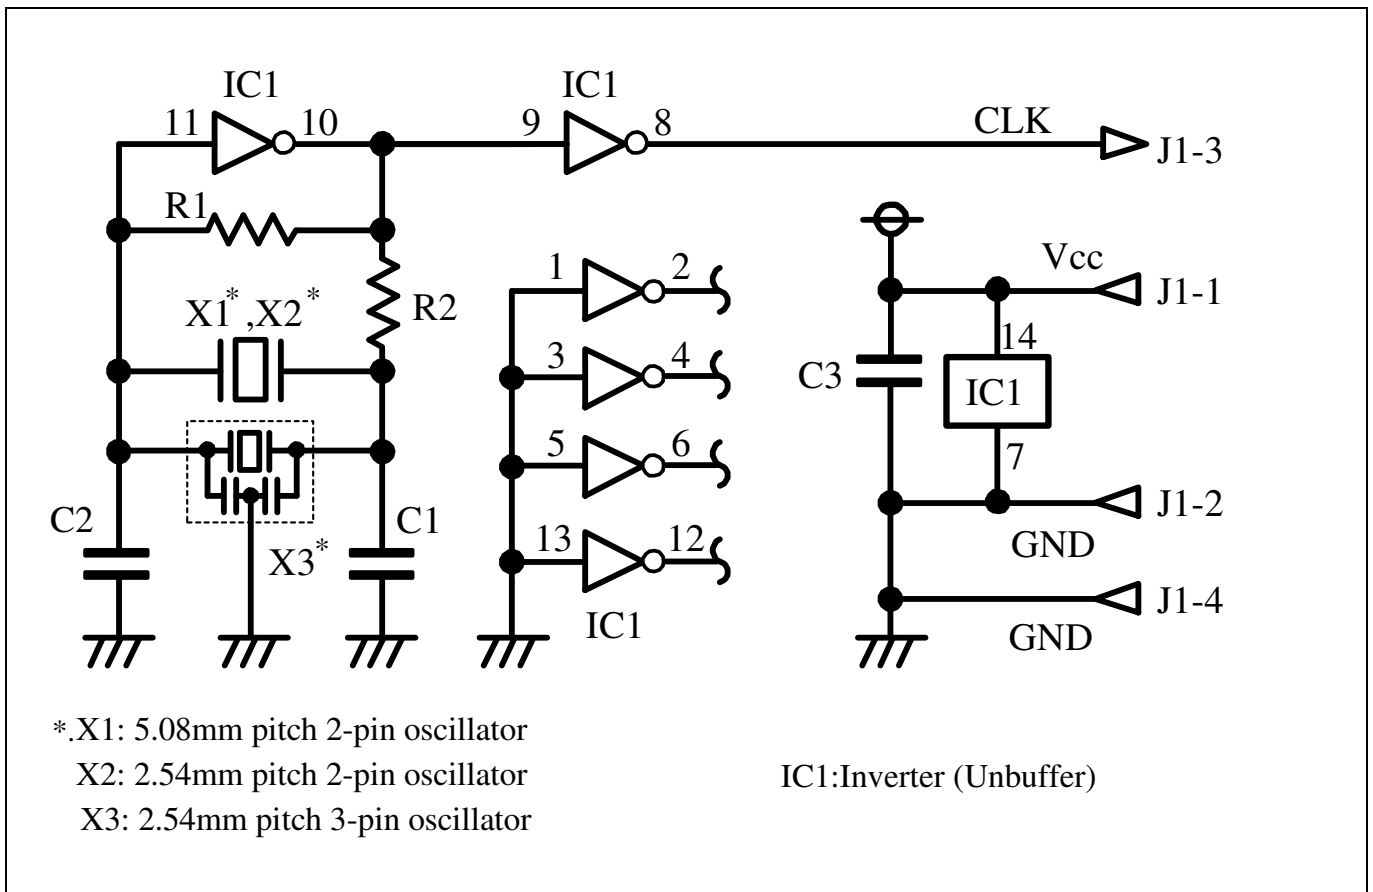 IC1 IC1
11 10 9 8 CLK J1-3
R1
1 2 Vcc J1-1
X1*,X2* R2
14
3 4 C3 IC1
5 6 7
C2 C1 J1-2
X3* 13 12 GND
J1-4
IC1 GND
*.X1: 5.08mm pitch 2-pin oscillator
X2: 2.54mm pitch 2-pin oscillator
IC1:Inverter (Unbuffer)
X3: 2.54mm pitch 3-pin oscillator